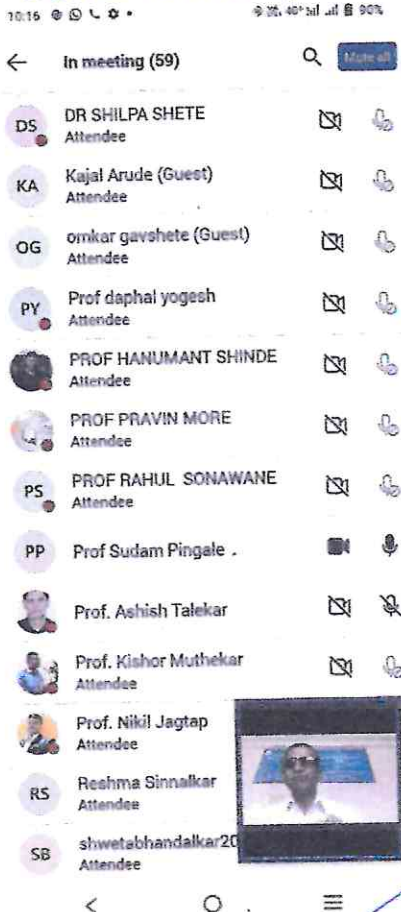 10:16
40+
90%
In meeting (59)
Mute all
DS
DR SHILPA SHETE
Attendee
KA
Kajal Arude (Guest)
Attendee
OG
omkar gavshete (Guest)
Attendee
PY
Prof daphal yogesh
Attendee
PROF HANUMANT SHINDE
Attendee
PROF PRAVIN MORE
Attendee
PS
PROF RAHUL SONAWANE
Attendee
PP
Prof Sudam Pingale .
Prof. Ashish Talekar
Prof. Kishor Muthekar
Attendee
Prof. Nikil Jagtap
Attendee
RS
Reshma Sinnalkar
Attendee
SB
shwetabhandalkar20
Attendee